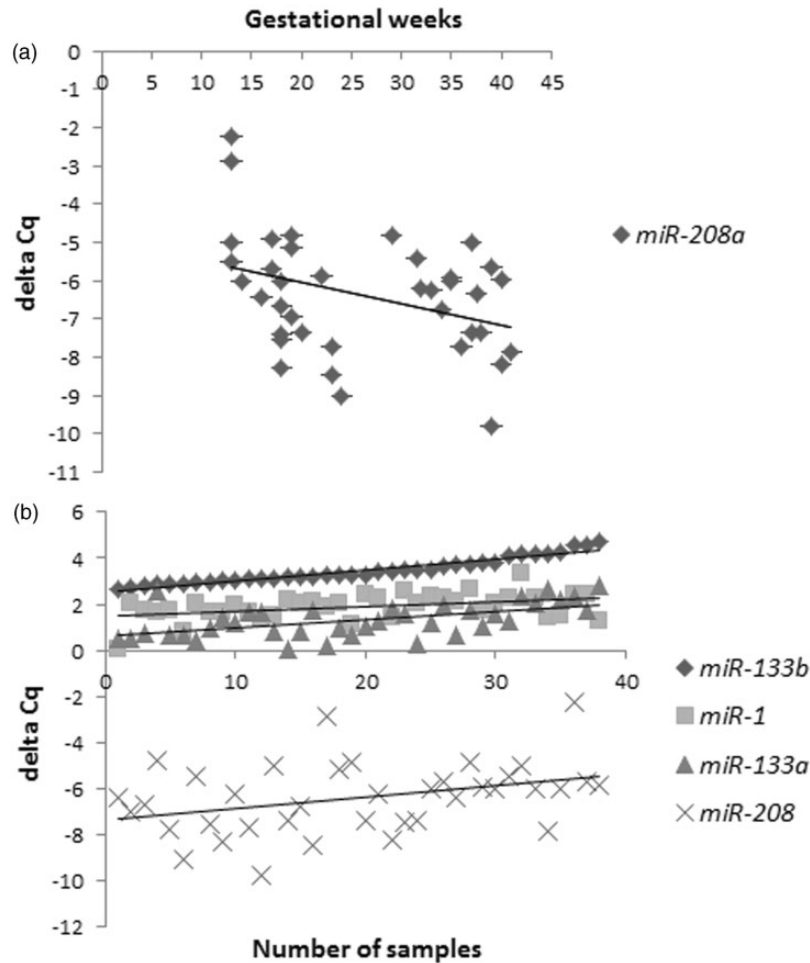 Gestational weeks
(a)
0
0 5 10 15 20 25 30 35 40 45
-1
-2
-3
-4
-5
-6
-7
-8
-9
-10
-11
delta Cq
miR-208a
(b)
6
4
2
0
0 10 20 30 40
-2
-4
-6
-8
-10
-12
delta Cq
miR-133b
miR-1
miR-133a
miR-208
Number of samples